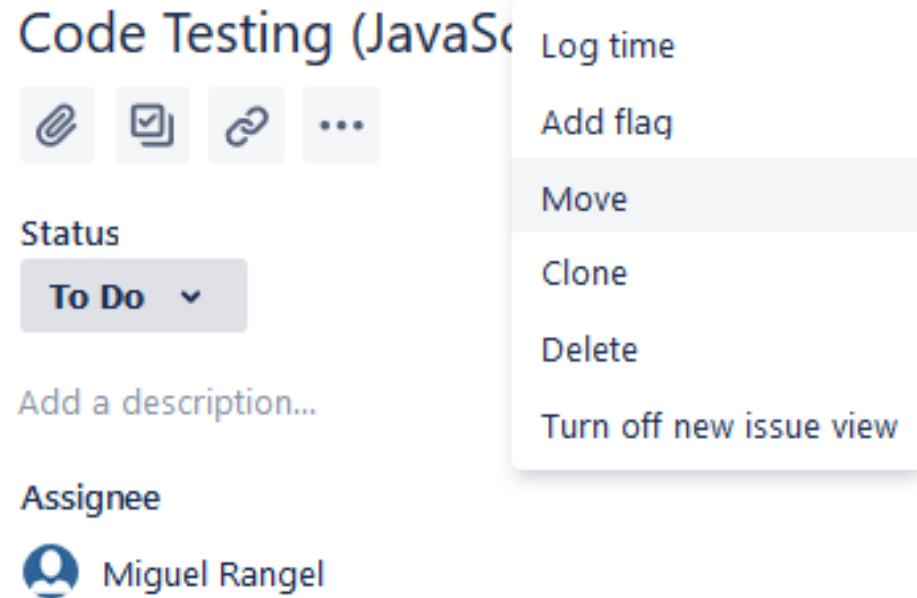 Code Testing (JavaSc
Status
To Do
Add a description...
Assignee
Miguel Rangel
Log time
Add flag
Move
Clone
Delete
Turn off new issue view